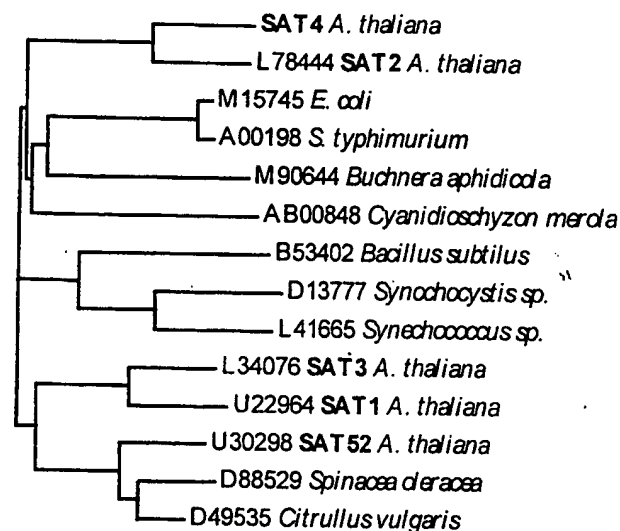 SAT4 A. thaliana
L78444 SAT2 A. thaliana
M15745 E. coli
A00198 S. typhimurium
M90644 Buchnera aphidicola
AB00848 Cyanidioschyzon merola
B53402 Bacillus subtilus
D13777 Synochocystis sp.
L41665 Synechococcus sp.
L34076 SAT3 A. thaliana
U22964 SAT1 A. thaliana
U30298 SAT52 A. thaliana
D88529 Spinacea oleracea
D49535 Citrullus vulgaris